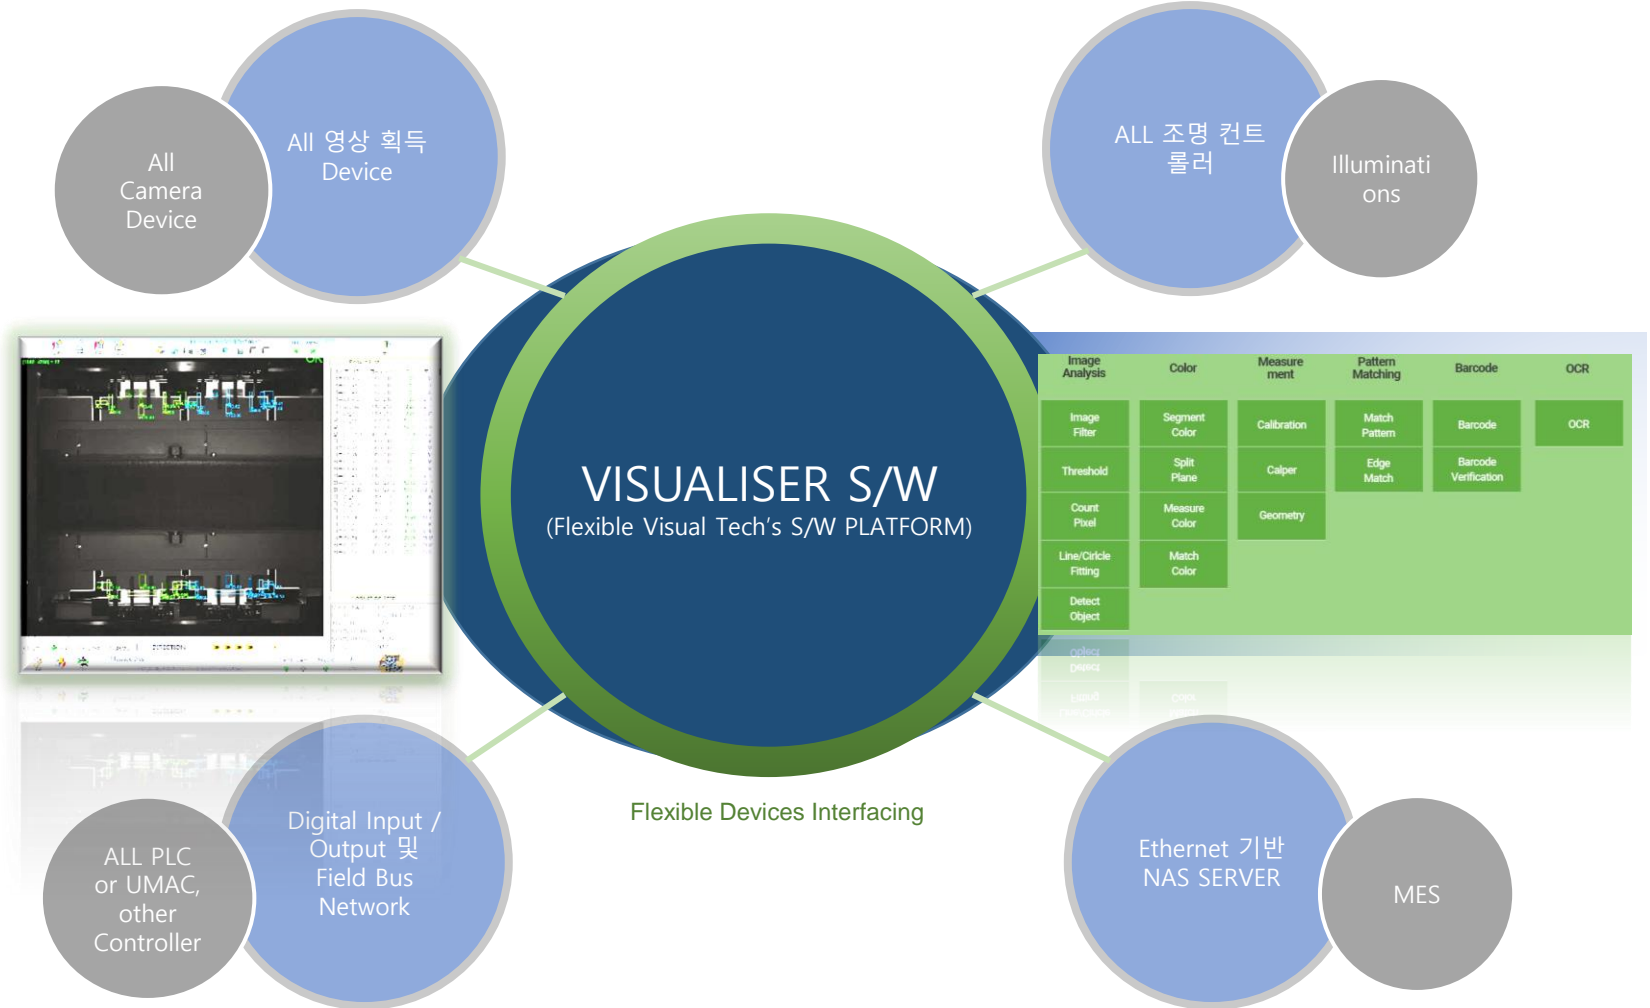 All 영상 획득
Device
All
Camera
Device
ALL 조명 컨트
롤러
Illuminati
ons
VISUALISER S/W
(Flexible Visual Tech's S/W PLATFORM)
Image
Analysis
Color
Measure
ment
Pattern
Matching
Barcode
OCR
Image
Filter
Segment
Color
Calibration
Match
Pattern
Barcode
OCR
Threshold
Split
Plane
Calper
Edge
Match
Barcode
Verification
Count
Pixel
Measure
Color
Geometry
Line/Ciricle
Fitting
Match
Color
Detect
Object
Flexible Devices Interfacing
Digital Input /
Output 및
Field Bus
Network
ALL PLC
or UMAC,
other
Controller
Ethernet 기반
NAS SERVER
MES